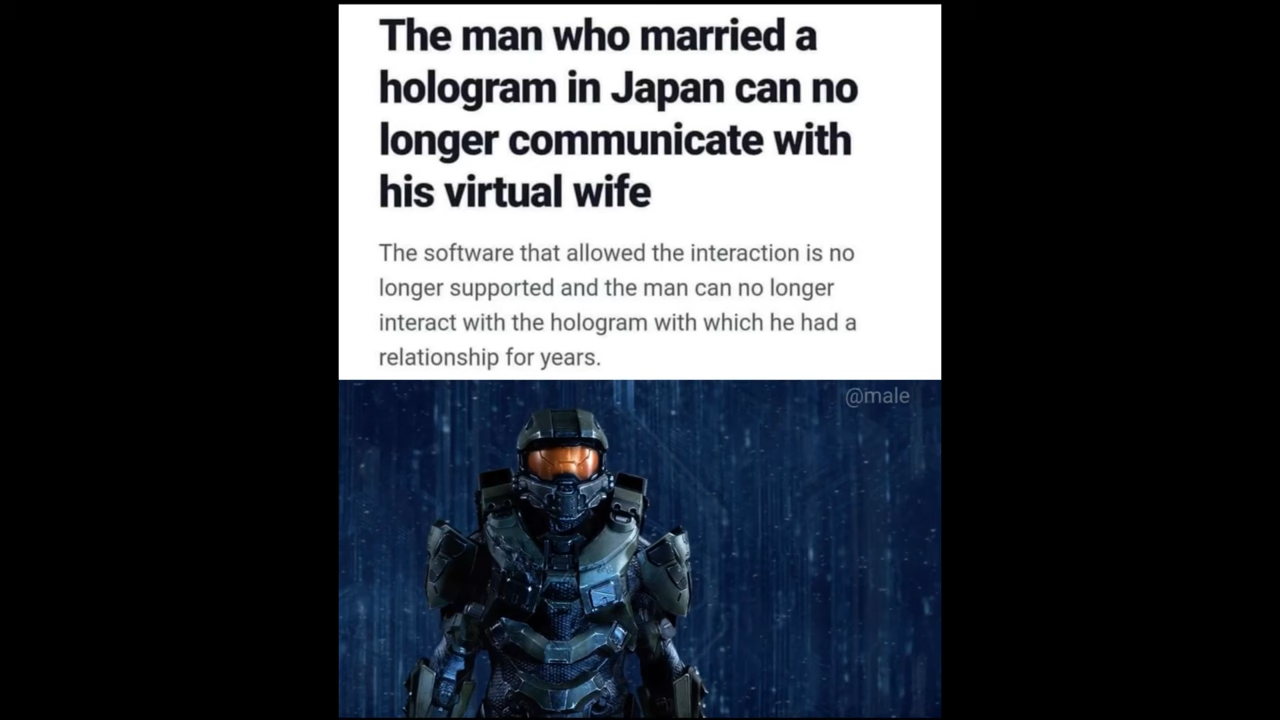 The man who married a
hologram in Japan can no
longer communicate with
his virtual wife
The software that allowed the interaction is no
longer supported and the man can no longer
interact with the hologram with which he had a
relationship for years.
@male